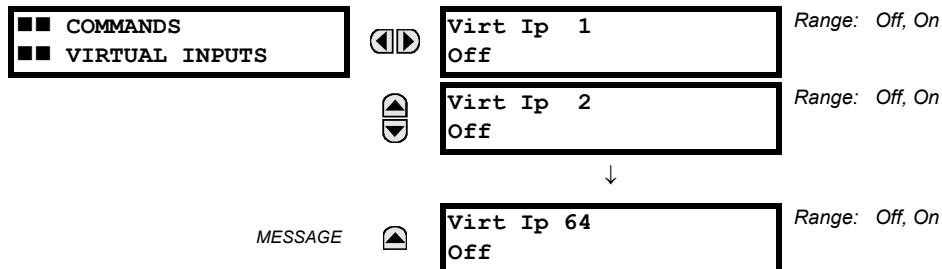 ■■ COMMANDS
■■ VIRTUAL INPUTS
Virt Ip 1
Off
Range: Off, On
Virt Ip 2
Off
Range: Off, On
↓
MESSAGE
Virt Ip 64
Off
Range: Off, On